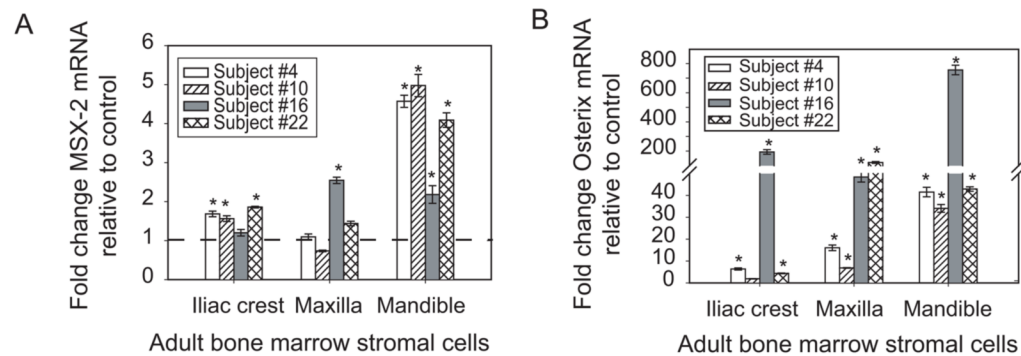 A
Fold change MSX-2 mRNA
relative to control
6
5
4
3
2
1
0
Subject #4
Subject #10
Subject #16
Subject #22
* * * * * * * *
Iliac crest Maxilla Mandible
Adult bone marrow stromal cells
B
Fold change Osterix mRNA
relative to control
800
600
400
200
40
30
20
10
0
Subject #4
Subject #10
Subject #16
Subject #22
* * * * * * * * * * *
Iliac crest Maxilla Mandible
Adult bone marrow stromal cells